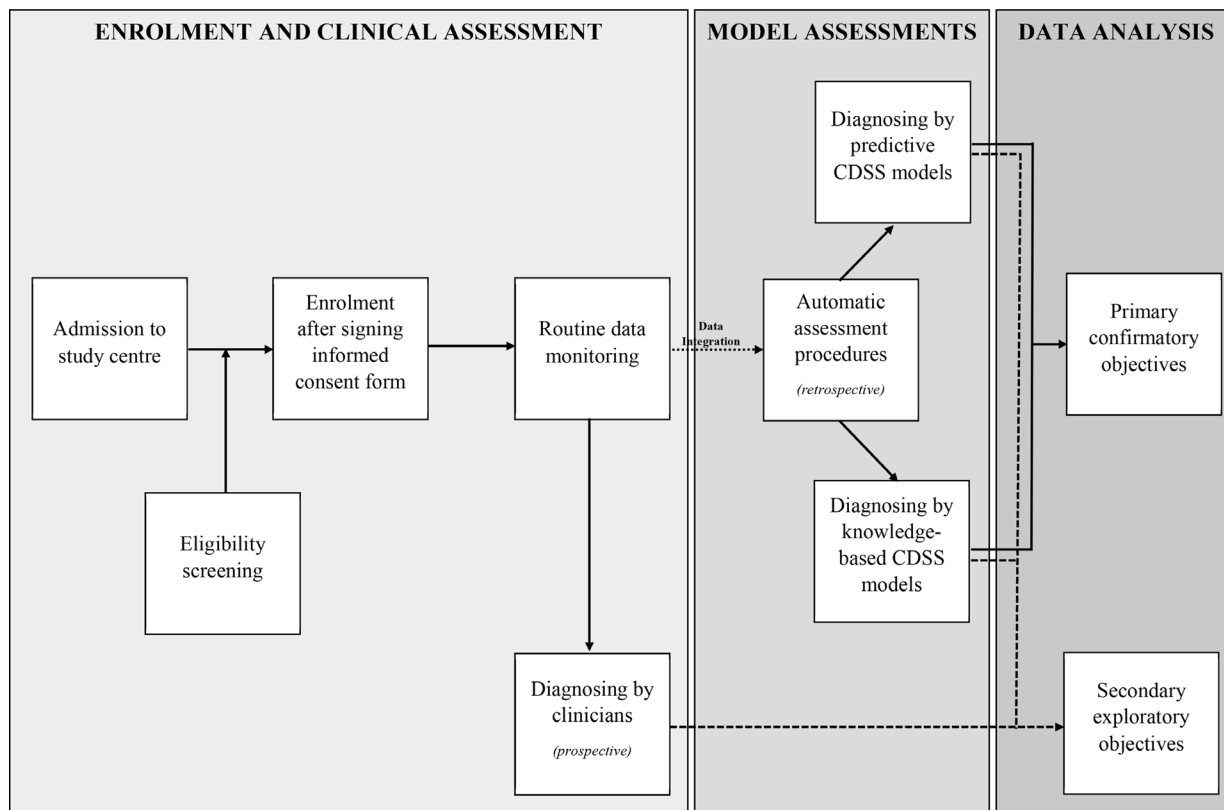 ENROLMENT AND CLINICAL ASSESSMENT
MODEL ASSESSMENTS
DATA ANALYSIS
Diagnosing by
predictive
CDSS models
Admission to
study centre
Enrolment
after signing
informed
consent form
Routine data
monitoring
Data
Integration
Automatic
assessment
procedures
(retrospective)
Primary
confirmatory
objectives
Eligibility
screening
Diagnosing by
knowledge-
based CDSS
models
Diagnosing by
clinicians
(prospective)
Secondary
exploratory
objectives